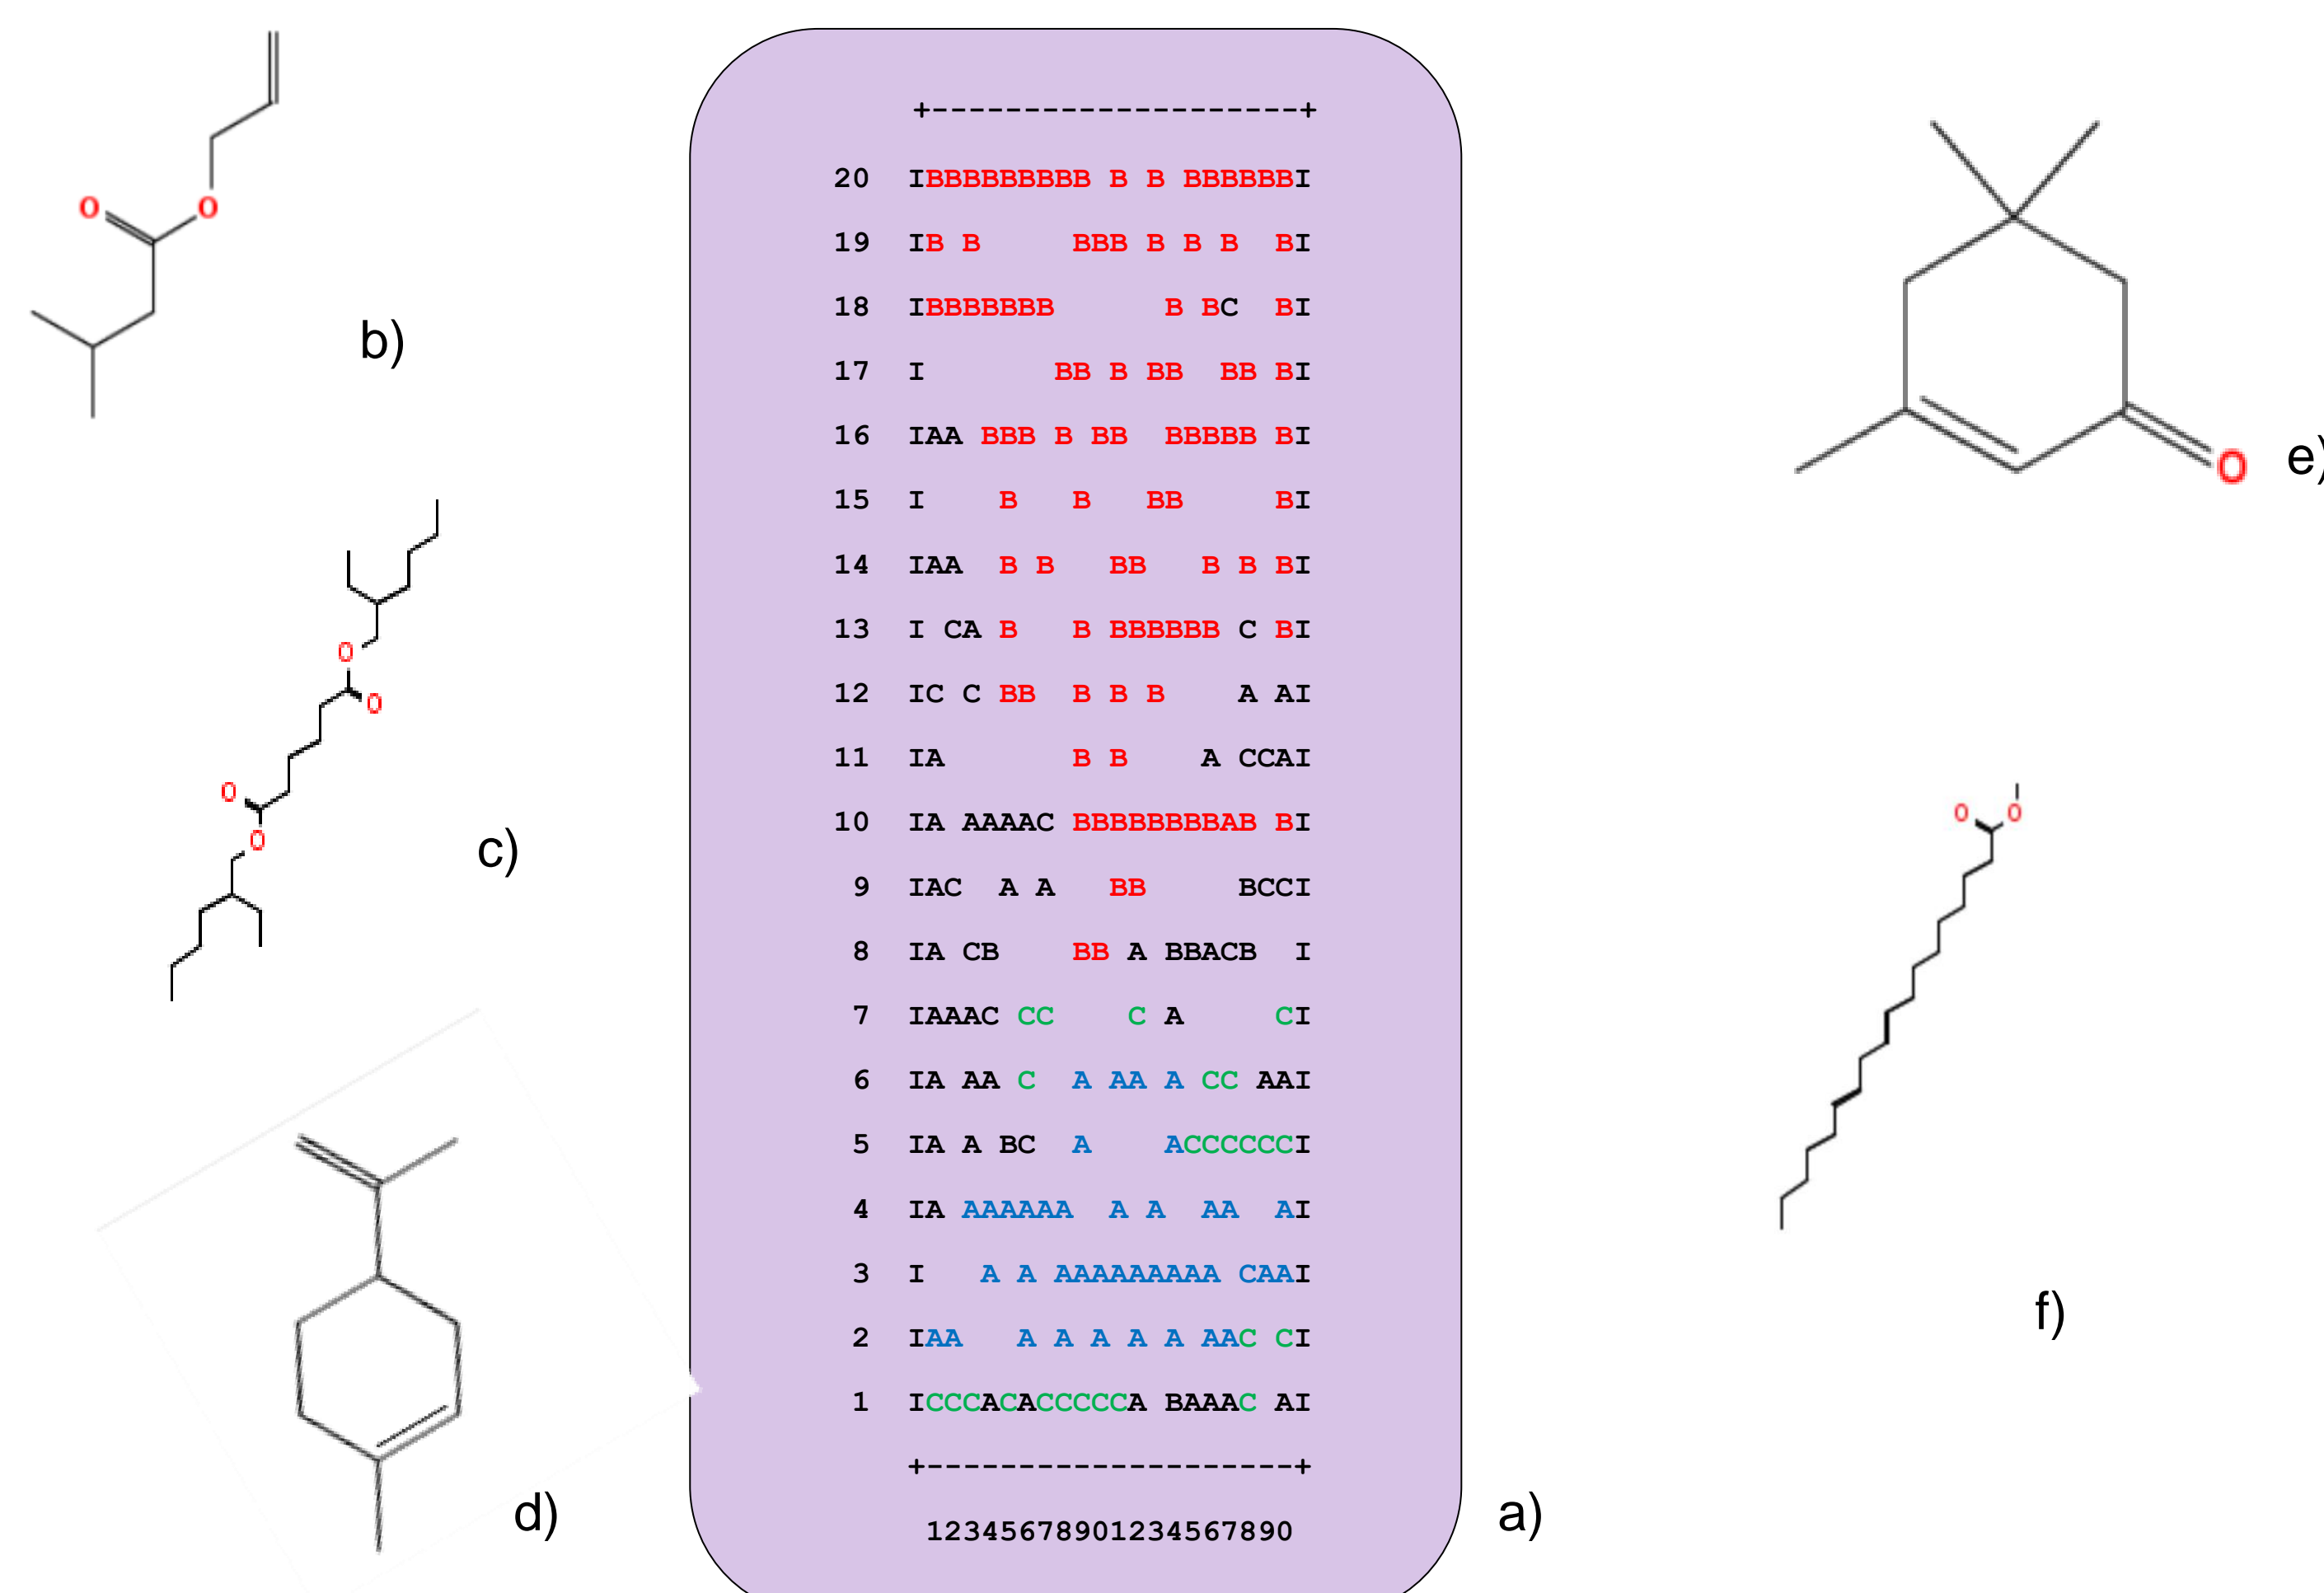 b)
O O
c)
O
O
O
O
d)
+--------------------+
20 IBBBBBBBBB B B BBBBBBI
19 IB B     BBB B B B  BI
18 IBBBBBBB      B BC  BI
17 I       BB B BB  BB BI
16 IAA BBB B BB  BBBBB BI
15 I    B   B   BB     BI
14 IAA  B B   BB   B B BI
13 I CA B   B BBBBBB C BI
12 IC C BB  B B B    A AI
11 IA       B B    A CCAI
10 IA AAAAC BBBBBBBBAB BI
9 IAC  A A   BB     BCCI
8 IA CB    BB A BBACB  I
7 IAAAC CC    C A     CI
6 IA AA C  A AA A CC AAI
5 IA A BC  A    ACCCCCCI
4 IA AAAAAA  A A  AA  AI
3 I   A A AAAAAAAAA CAAI
2 IAA   A A A A A AAC CI
1 ICCCACACCCCCA BAAAC AI
+--------------------+
12345678901234567890
a)
O
e)
O O
f)